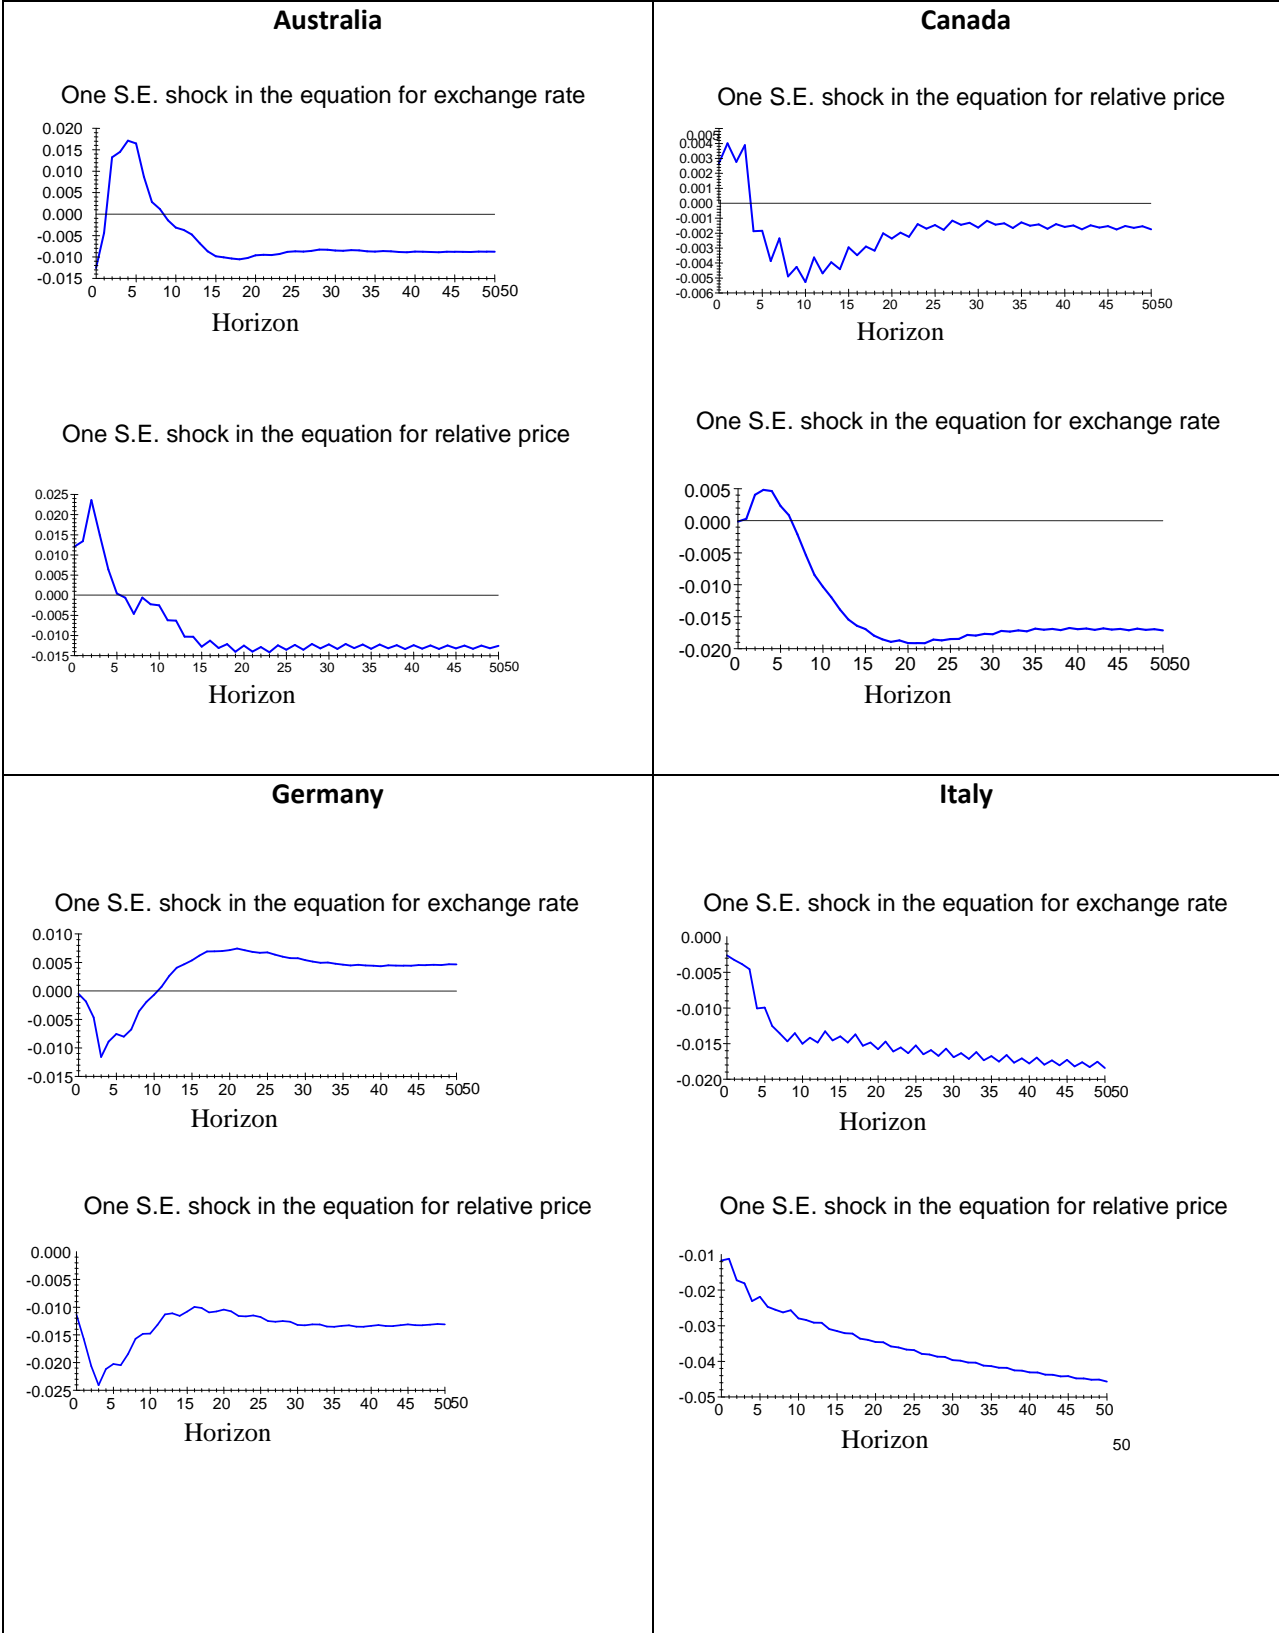 Australia
One S.E. shock in the equation for exchange rate
0.020
0.015
0.010
0.005
0.000
-0.005
-0.010
-0.015
0 5 10 15 20 25 30 35 40 45 5050
Horizon
One S.E. shock in the equation for relative price
0.025
0.020
0.015
0.010
0.005
0.000
-0.005
-0.010
-0.015
0 5 10 15 20 25 30 35 40 45 5050
Horizon
Canada
One S.E. shock in the equation for relative price
0.005
0.004
0.003
0.002
0.001
0.000
-0.001
-0.002
-0.003
-0.004
-0.005
-0.006
0 5 10 15 20 25 30 35 40 45 5050
Horizon
One S.E. shock in the equation for exchange rate
0.005
0.000
-0.005
-0.010
-0.015
-0.020
0 5 10 15 20 25 30 35 40 45 5050
Horizon
Germany
One S.E. shock in the equation for exchange rate
0.010
0.005
0.000
-0.005
-0.010
-0.015
0 5 10 15 20 25 30 35 40 45 5050
Horizon
One S.E. shock in the equation for relative price
0.000
-0.005
-0.010
-0.015
-0.020
-0.025
0 5 10 15 20 25 30 35 40 45 5050
Horizon
Italy
One S.E. shock in the equation for exchange rate
0.000
-0.005
-0.010
-0.015
-0.020
0 5 10 15 20 25 30 35 40 45 5050
Horizon
One S.E. shock in the equation for relative price
-0.01
-0.02
-0.03
-0.04
-0.05
0 5 10 15 20 25 30 35 40 45 50
Horizon
50